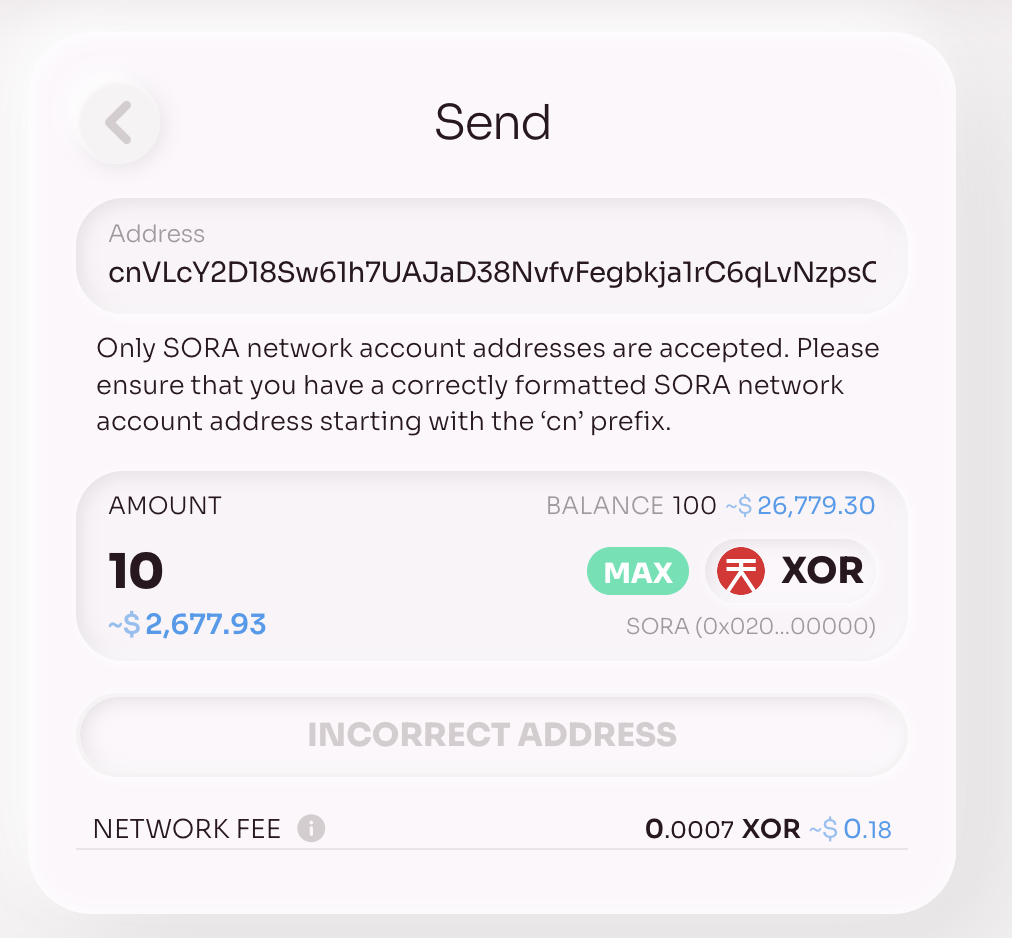 Send
Address
cnVLcY2D18Sw61h7UAJaD38NvfvFegbkja1rC6qLvNzpsC
Only SORA network account addresses are accepted. Please
ensure that you have a correctly formatted SORA network
account address starting with the ‘cn’ prefix.
AMOUNT BALANCE 100 ~$ 26,779.30
10 MAX XOR
~$ 2,677.93 SORA (0x020...00000)
INCORRECT ADDRESS
NETWORK FEE 0.0007 XOR ~$ 0.18